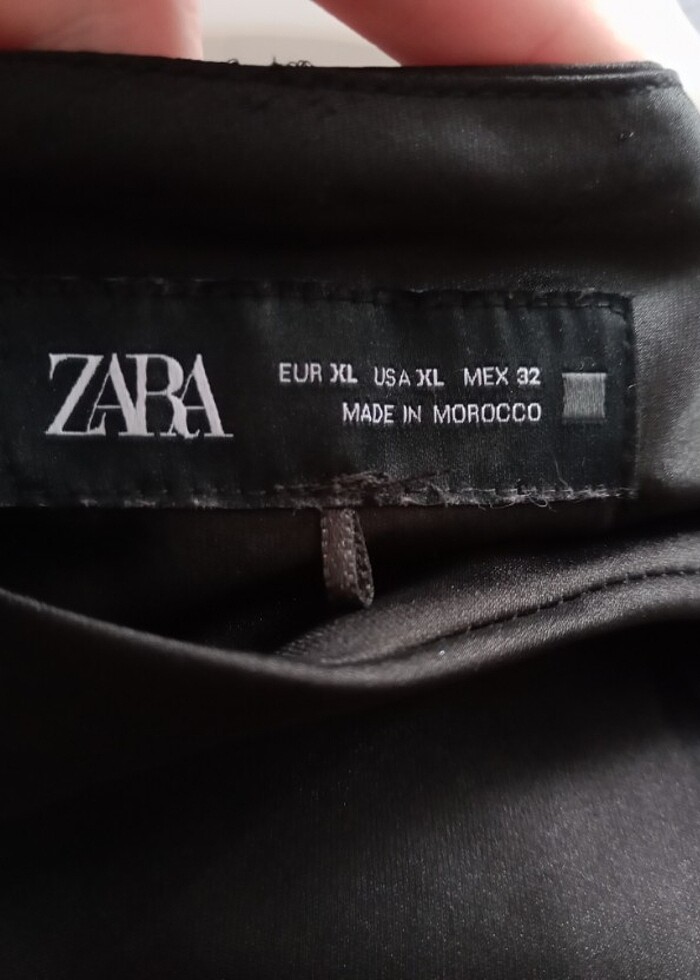 ZARA
EUR XL USA XL MEX 32
MADE IN MOROCCO